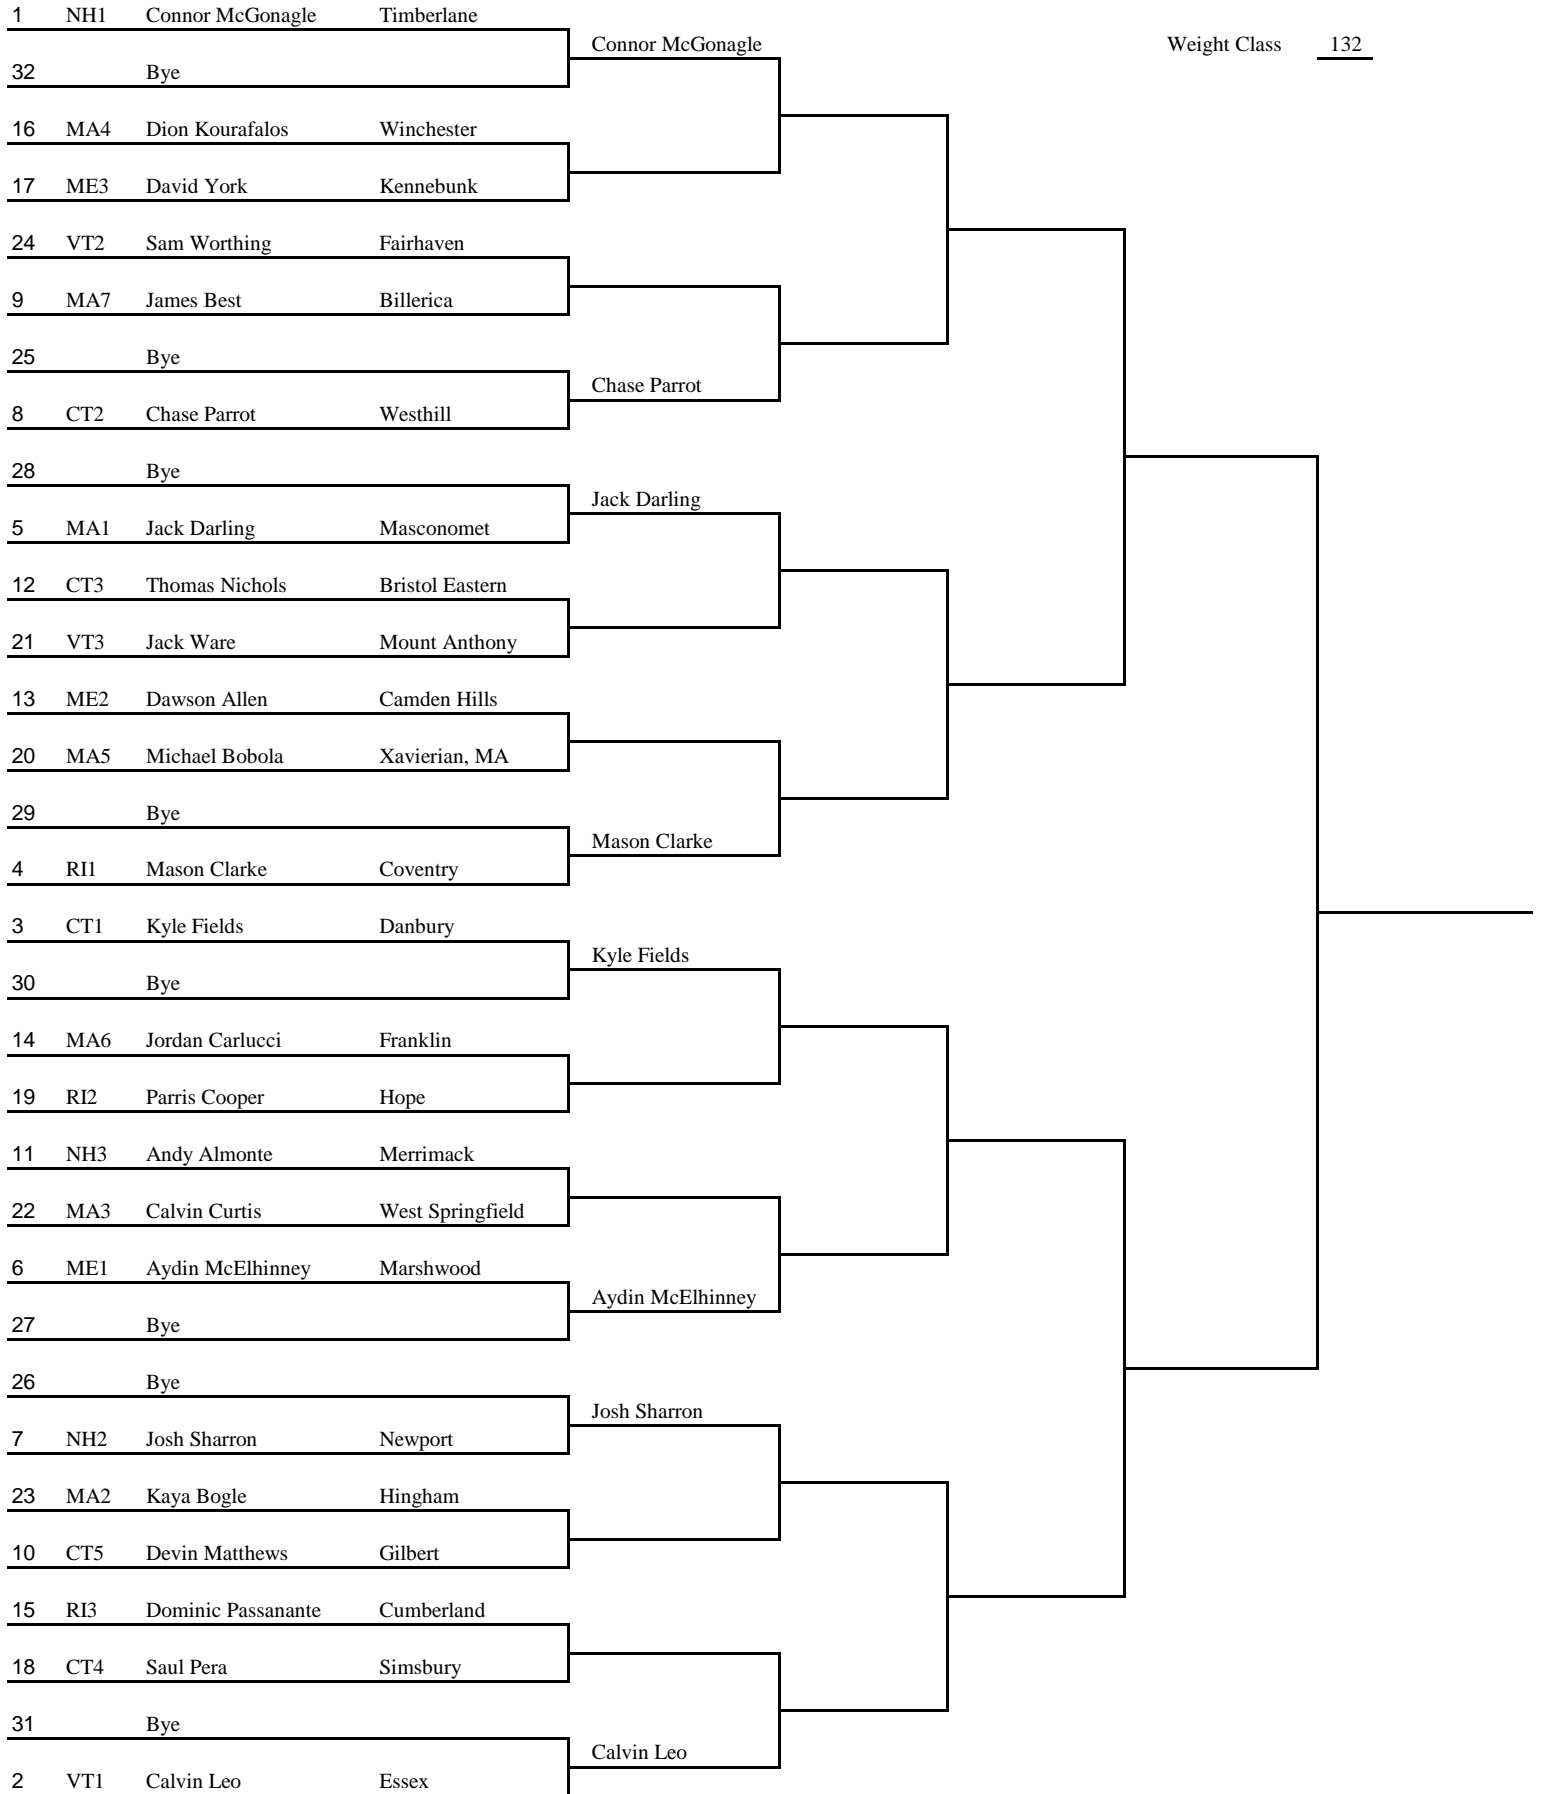 1 NH1 Connor McGonagle Timberlane
Connor McGonagle Weight Class 132
32 Bye
16 MA4 Dion Kourafalos Winchester
17 ME3 David York Kennebunk
24 VT2 Sam Worthing Fairhaven
9 MA7 James Best Billerica
25 Bye
Chase Parrot
8 CT2 Chase Parrot Westhill
28 Bye
Jack Darling
5 MA1 Jack Darling Masconomet
12 CT3 Thomas Nichols Bristol Eastern
21 VT3 Jack Ware Mount Anthony
13 ME2 Dawson Allen Camden Hills
20 MA5 Michael Bobola Xavierian, MA
29 Bye
Mason Clarke
4 RI1 Mason Clarke Coventry
3 CT1 Kyle Fields Danbury
Kyle Fields
30 Bye
14 MA6 Jordan Carlucci Franklin
19 RI2 Parris Cooper Hope
11 NH3 Andy Almonte Merrimack
22 MA3 Calvin Curtis West Springfield
6 ME1 Aydin McElhinney Marshwood
Aydin McElhinney
27 Bye
26 Bye
Josh Sharron
7 NH2 Josh Sharron Newport
23 MA2 Kaya Bogle Hingham
10 CT5 Devin Matthews Gilbert
15 RI3 Dominic Passanante Cumberland
18 CT4 Saul Pera Simsbury
31 Bye
Calvin Leo
2 VT1 Calvin Leo Essex